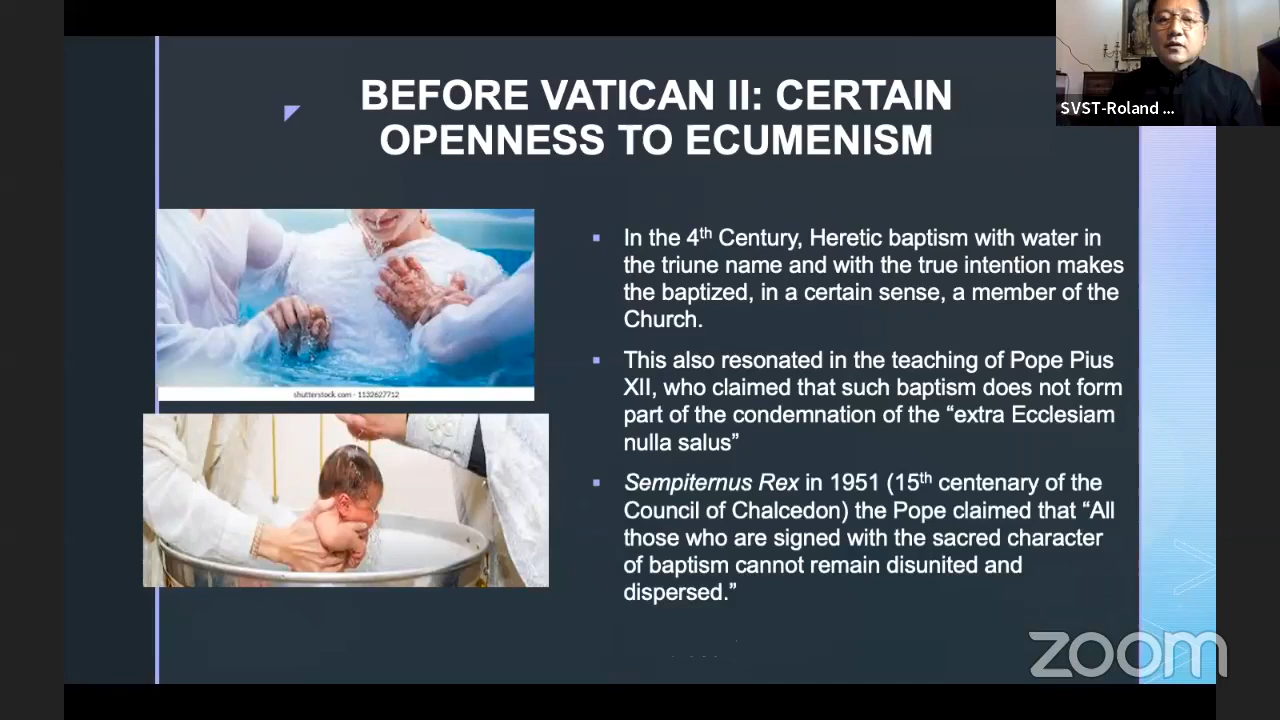 BEFORE VATICAN II: CERTAIN
OPENNESS TO ECUMENISM
SVST-Roland ...
In the 4th Century, Heretic baptism with water in
the triune name and with the true intention makes
the baptized, in a certain sense, a member of the
Church.
This also resonated in the teaching of Pope Pius
XII, who claimed that such baptism does not form
part of the condemnation of the “extra Ecclesiam
nulla salus”
Sempiternus Rex in 1951 (15th centenary of the
Council of Chalcedon) the Pope claimed that “All
those who are signed with the sacred character
of baptism cannot remain disunited and
dispersed.”
shutterstock.com · 1132627712
zoom